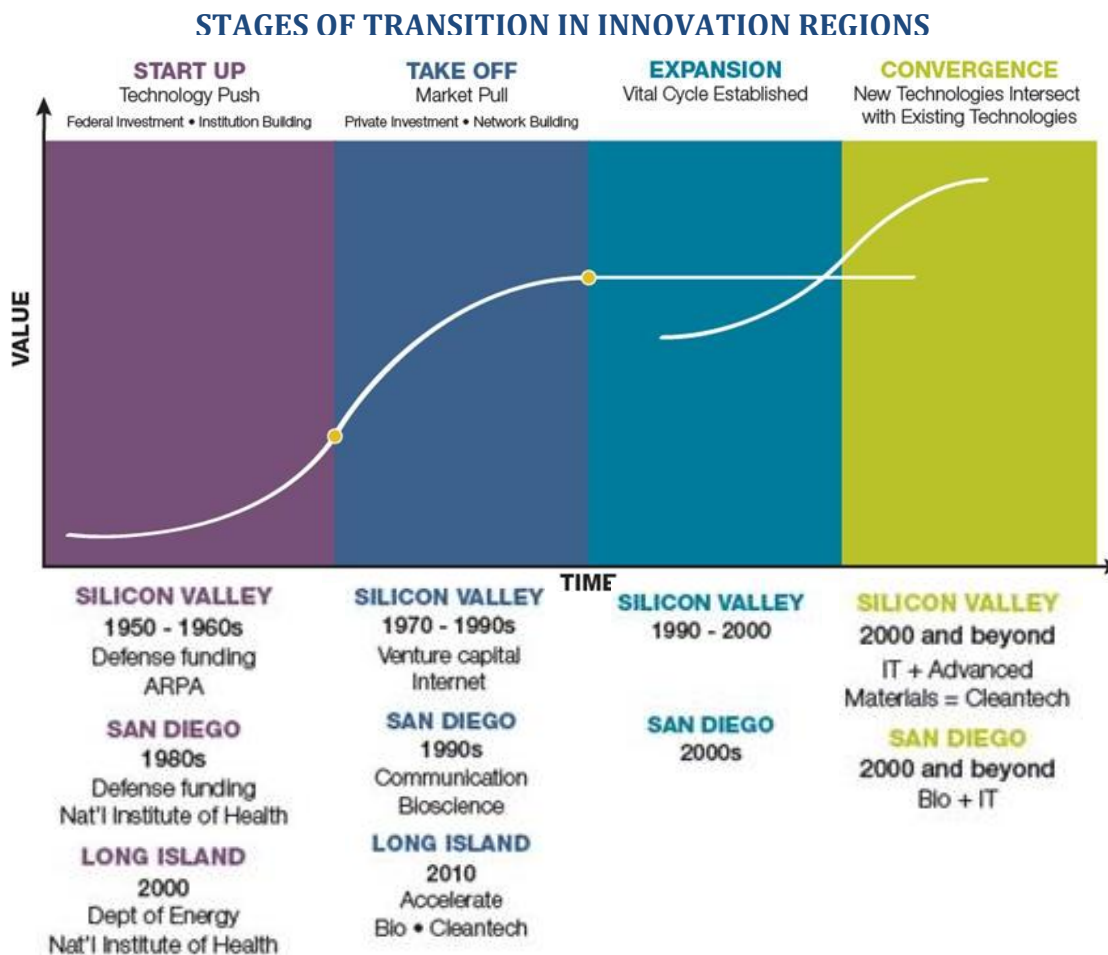 STAGES OF TRANSITION IN INNOVATION REGIONS
START UP
Technology Push
Federal Investment • Institution Building
TAKE OFF
Market Pull
Private Investment • Network Building
EXPANSION
Vital Cycle Established
CONVERGENCE
New Technologies Intersect
with Existing Technologies
VALUE
TIME
SILICON VALLEY
1950 - 1960s
Defense funding
ARPA
SAN DIEGO
1980s
Defense funding
Nat'l Institute of Health
LONG ISLAND
2000
Dept of Energy
Nat'l Institute of Health
SILICON VALLEY
1970 - 1990s
Venture capital
Internet
SAN DIEGO
1990s
Communication
Bioscience
LONG ISLAND
2010
Accelerate
Bio • Cleantech
SILICON VALLEY
1990 - 2000
SAN DIEGO
2000s
SILICON VALLEY
2000 and beyond
IT + Advanced
Materials = Cleantech
SAN DIEGO
2000 and beyond
Bio + IT